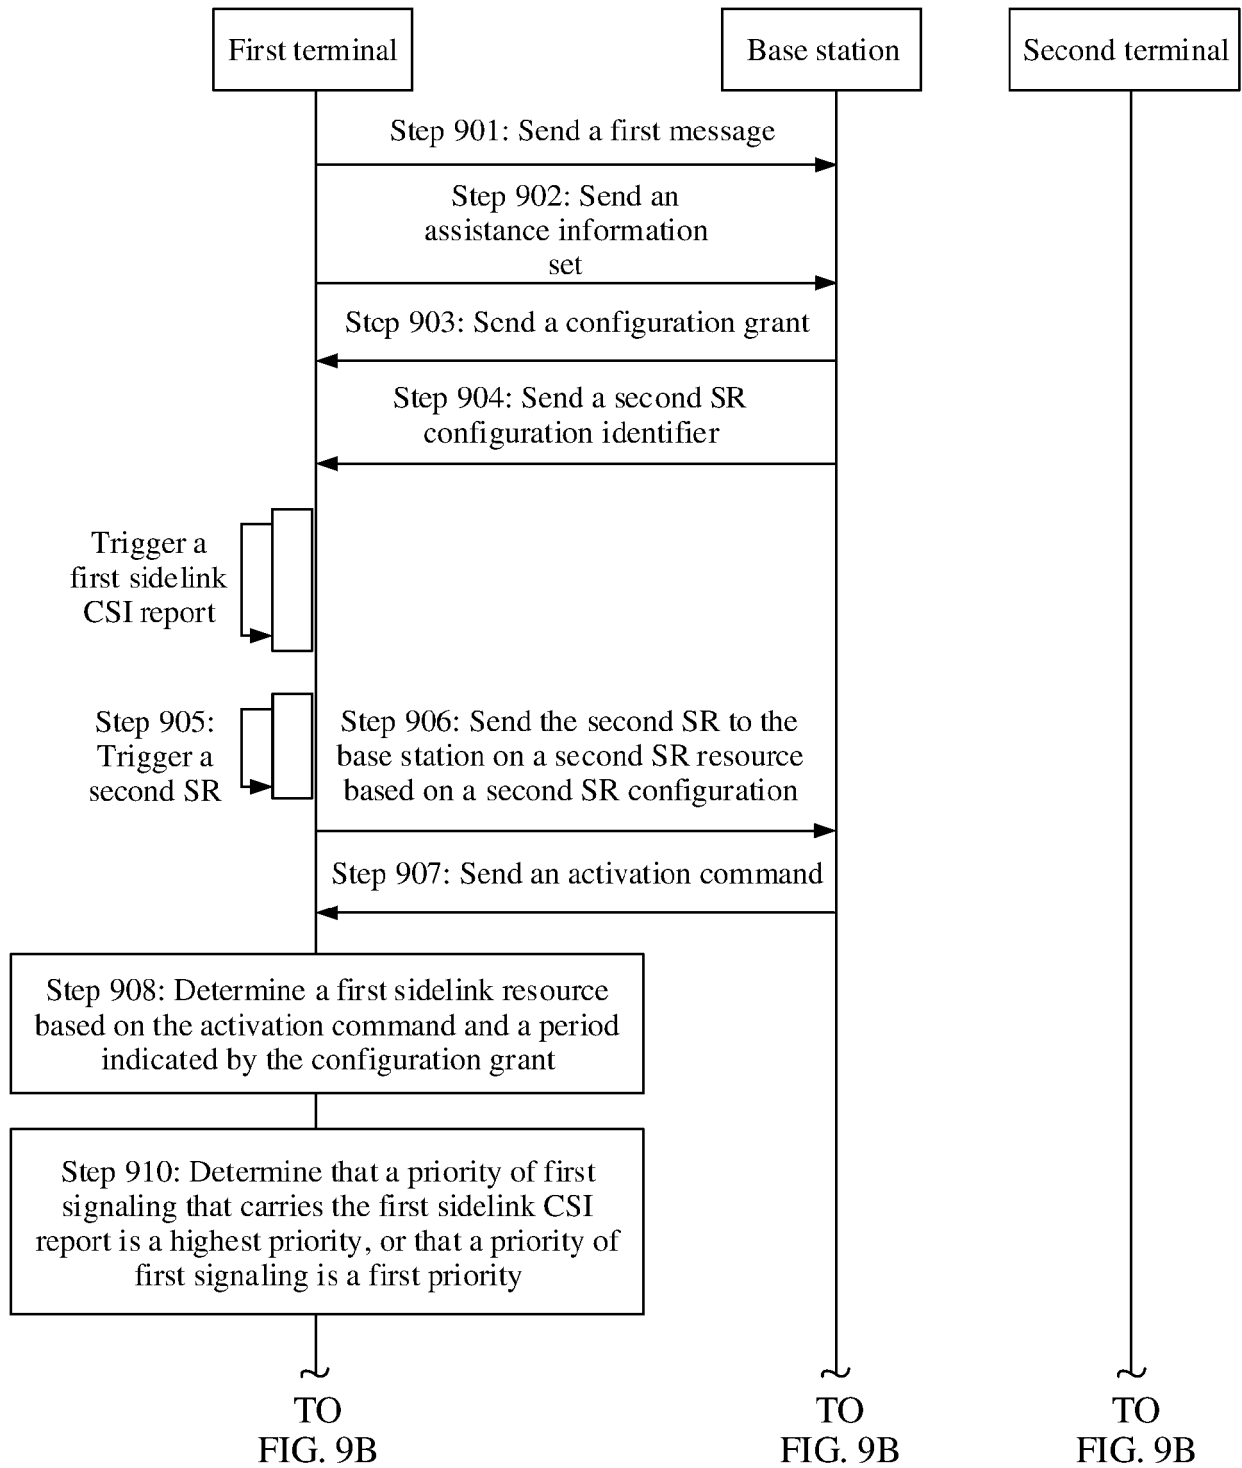 First terminal
Base station
Second terminal
Step 901: Send a first message
Step 902: Send an
assistance information
set
Step 903: Send a configuration grant
Step 904: Send a second SR
configuration identifier
Trigger a
first sidelink
CSI report
Step 905:
Trigger a
second SR
Step 906: Send the second SR to the
base station on a second SR resource
based on a second SR configuration
Step 907: Send an activation command
Step 908: Determine a first sidelink resource
based on the activation command and a period
indicated by the configuration grant
Step 910: Determine that a priority of first
signaling that carries the first sidelink CSI
report is a highest priority, or that a priority of
first signaling is a first priority
TO
FIG. 9B
TO
FIG. 9B
TO
FIG. 9B